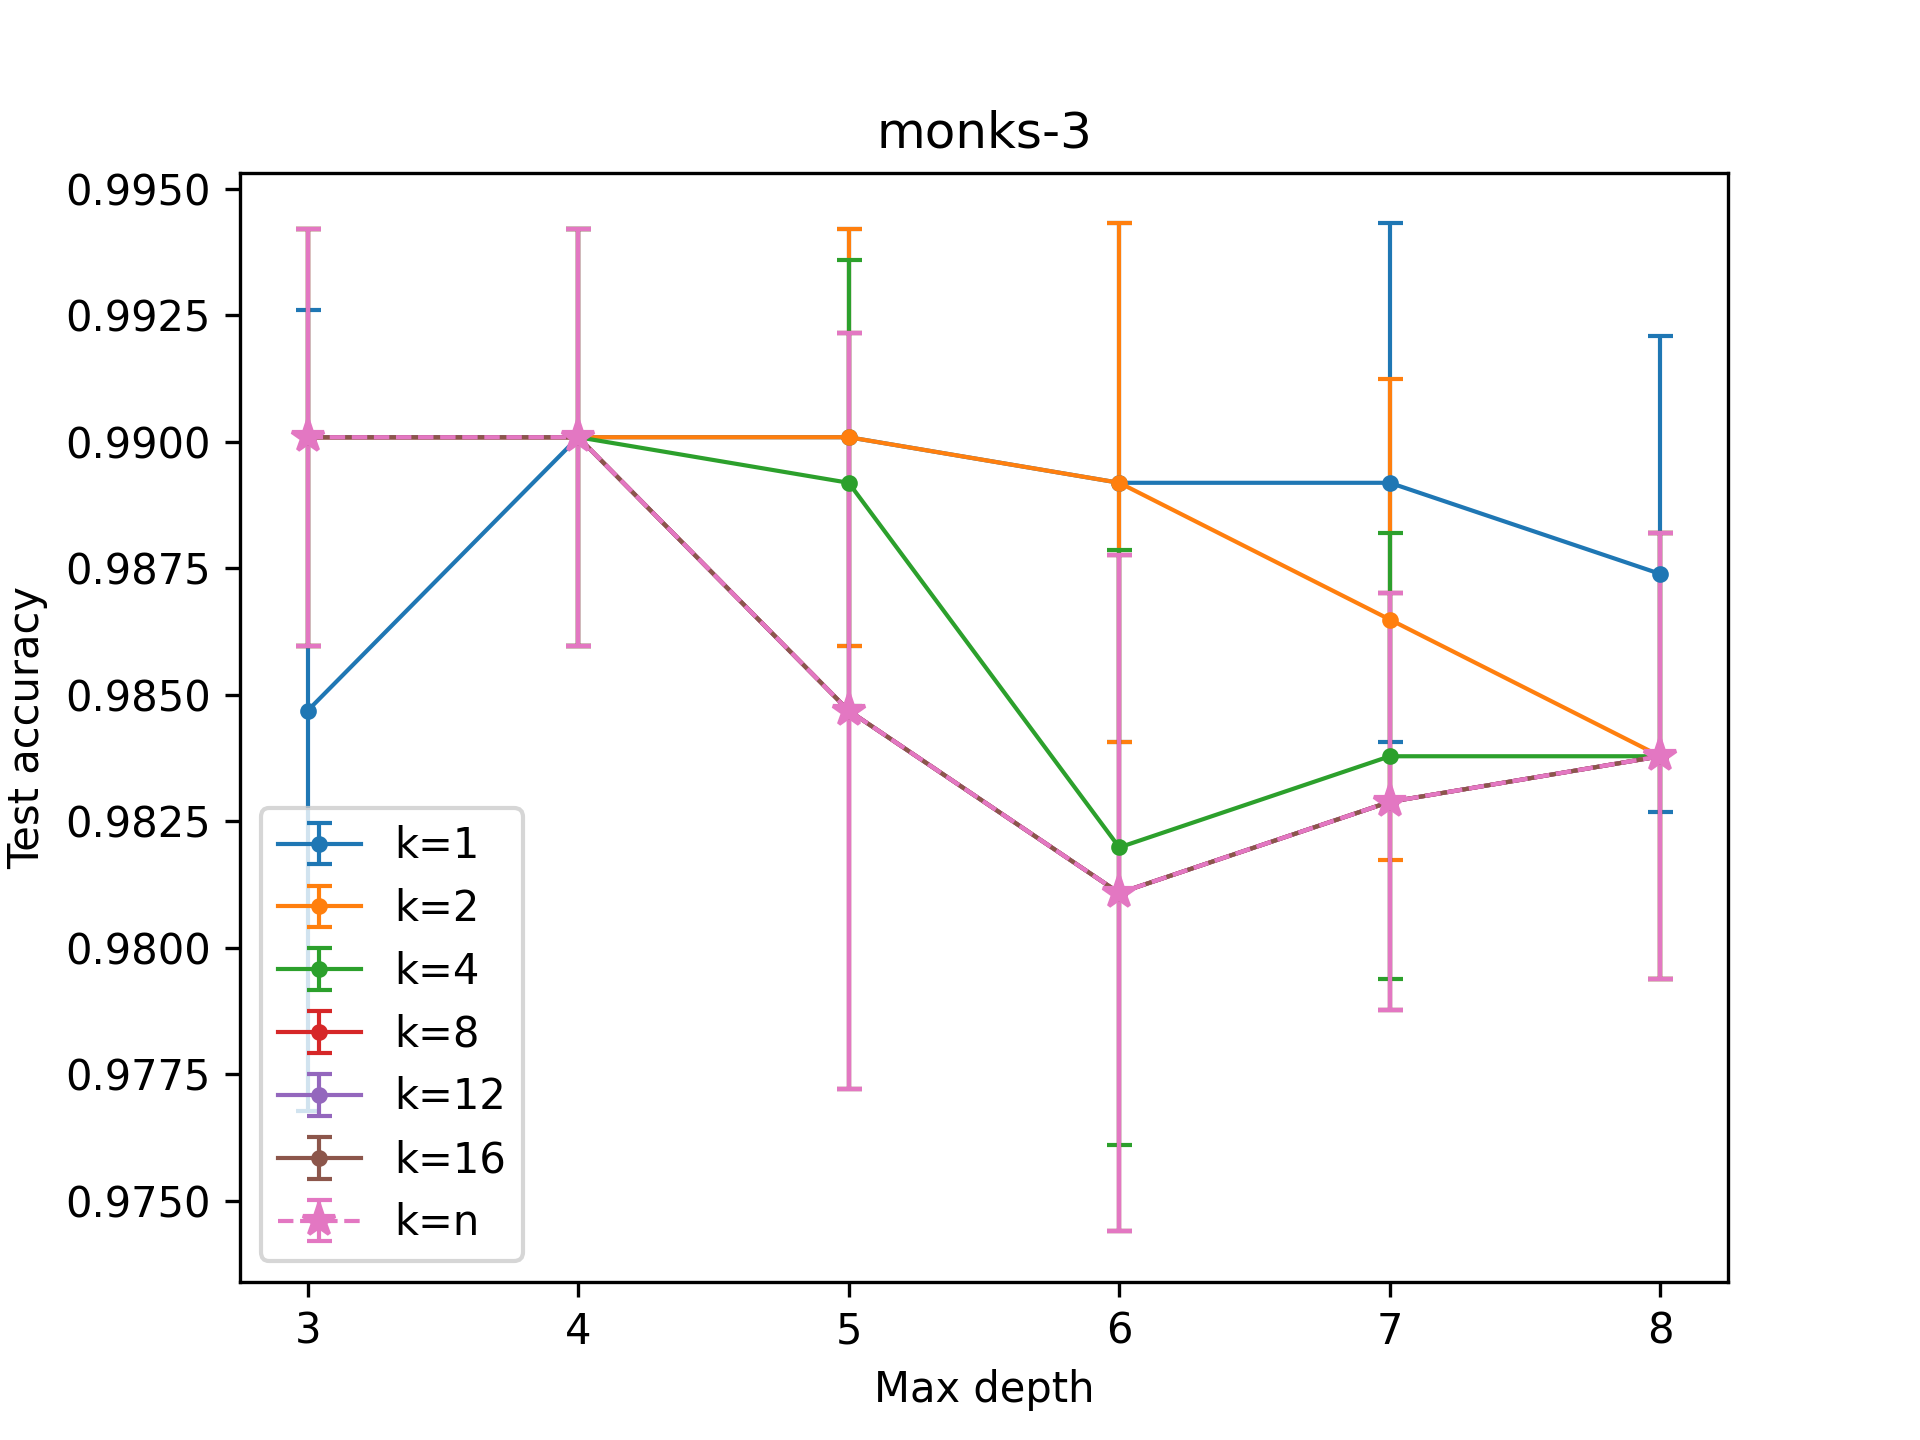 monks-3
0.9950
0.9925
0.9900
0.9875
0.9850
0.9825
0.9800
0.9775
0.9750
Test accuracy
k=1
k=2
k=4
k=8
k=12
k=16
k=n
3 4 5 6 7 8
Max depth